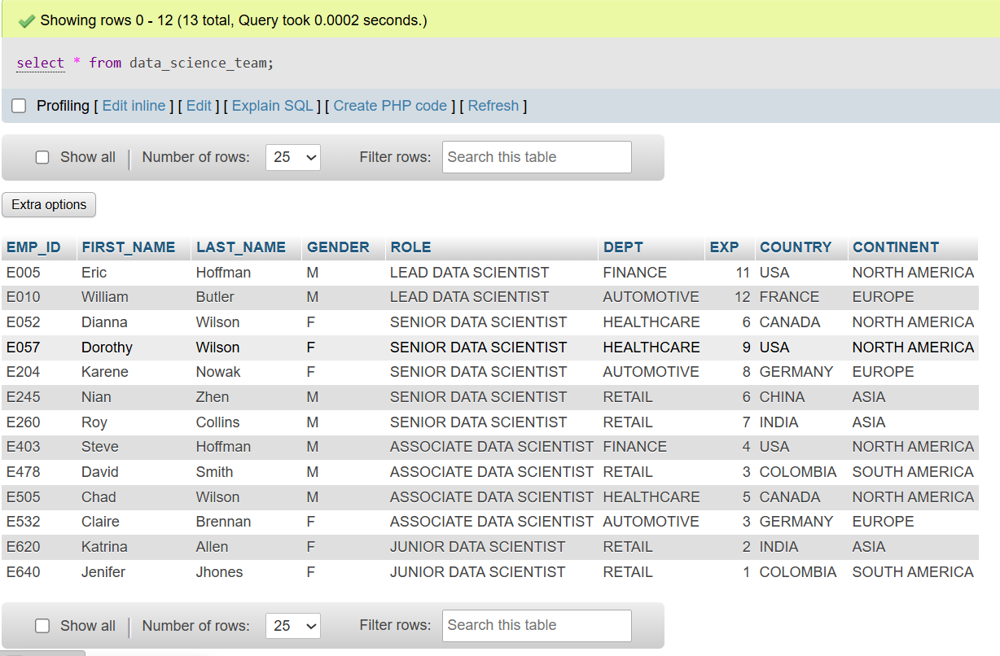 Showing rows 0 - 12 (13 total, Query took 0.0002 seconds.)
select * from data_science_team;
Profiling [ Edit inline ] [ Edit ] [ Explain SQL ] [ Create PHP code ] [ Refresh ]
Show all | Number of rows: 25 Filter rows: Search this table
Extra options
EMP_ID FIRST_NAME LAST_NAME GENDER ROLE DEPT EXP COUNTRY CONTINENT
E005 Eric Hoffman M LEAD DATA SCIENTIST FINANCE 11 USA NORTH AMERICA
E010 William Butler M LEAD DATA SCIENTIST AUTOMOTIVE 12 FRANCE EUROPE
E052 Dianna Wilson F SENIOR DATA SCIENTIST HEALTHCARE 6 CANADA NORTH AMERICA
E057 Dorothy Wilson F SENIOR DATA SCIENTIST HEALTHCARE 9 USA NORTH AMERICA
E204 Karene Nowak F SENIOR DATA SCIENTIST AUTOMOTIVE 8 GERMANY EUROPE
E245 Nian Zhen M SENIOR DATA SCIENTIST RETAIL 6 CHINA ASIA
E260 Roy Collins M SENIOR DATA SCIENTIST RETAIL 7 INDIA ASIA
E403 Steve Hoffman M ASSOCIATE DATA SCIENTIST FINANCE 4 USA NORTH AMERICA
E478 David Smith M ASSOCIATE DATA SCIENTIST RETAIL 3 COLOMBIA SOUTH AMERICA
E505 Chad Wilson M ASSOCIATE DATA SCIENTIST HEALTHCARE 5 CANADA NORTH AMERICA
E532 Claire Brennan F ASSOCIATE DATA SCIENTIST AUTOMOTIVE 3 GERMANY EUROPE
E620 Katrina Allen F JUNIOR DATA SCIENTIST RETAIL 2 INDIA ASIA
E640 Jenifer Jhones F JUNIOR DATA SCIENTIST RETAIL 1 COLOMBIA SOUTH AMERICA
Show all | Number of rows: 25 Filter rows: Search this table